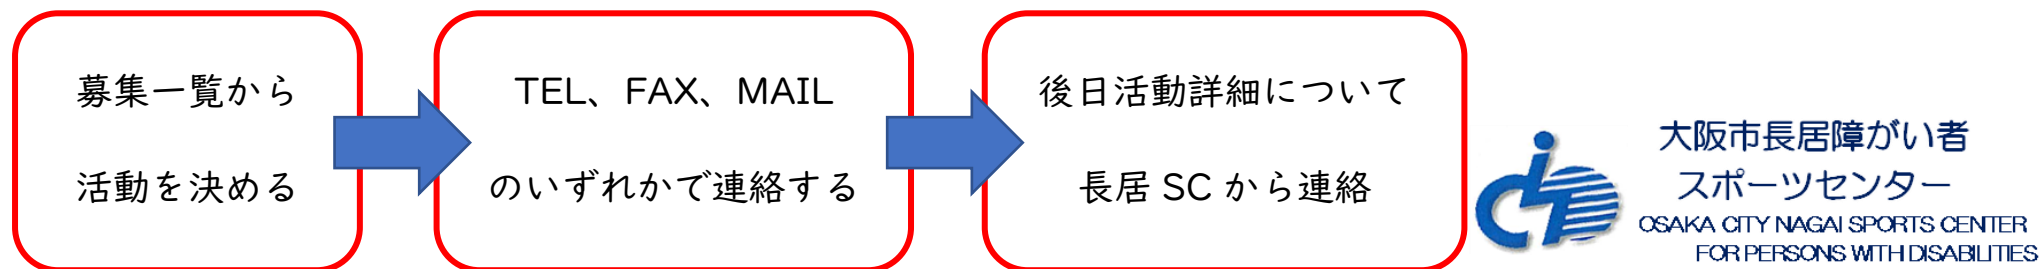 募集一覧から
活動を決める
TEL、FAX、MAIL
のいずれかで連絡する
後日活動詳細について
長居 SC から連絡
大阪市長居障がい者
スポーツセンター
OSAKA CITY NAGAI SPORTS CENTER
FOR PERSONS WITH DISABILITIES